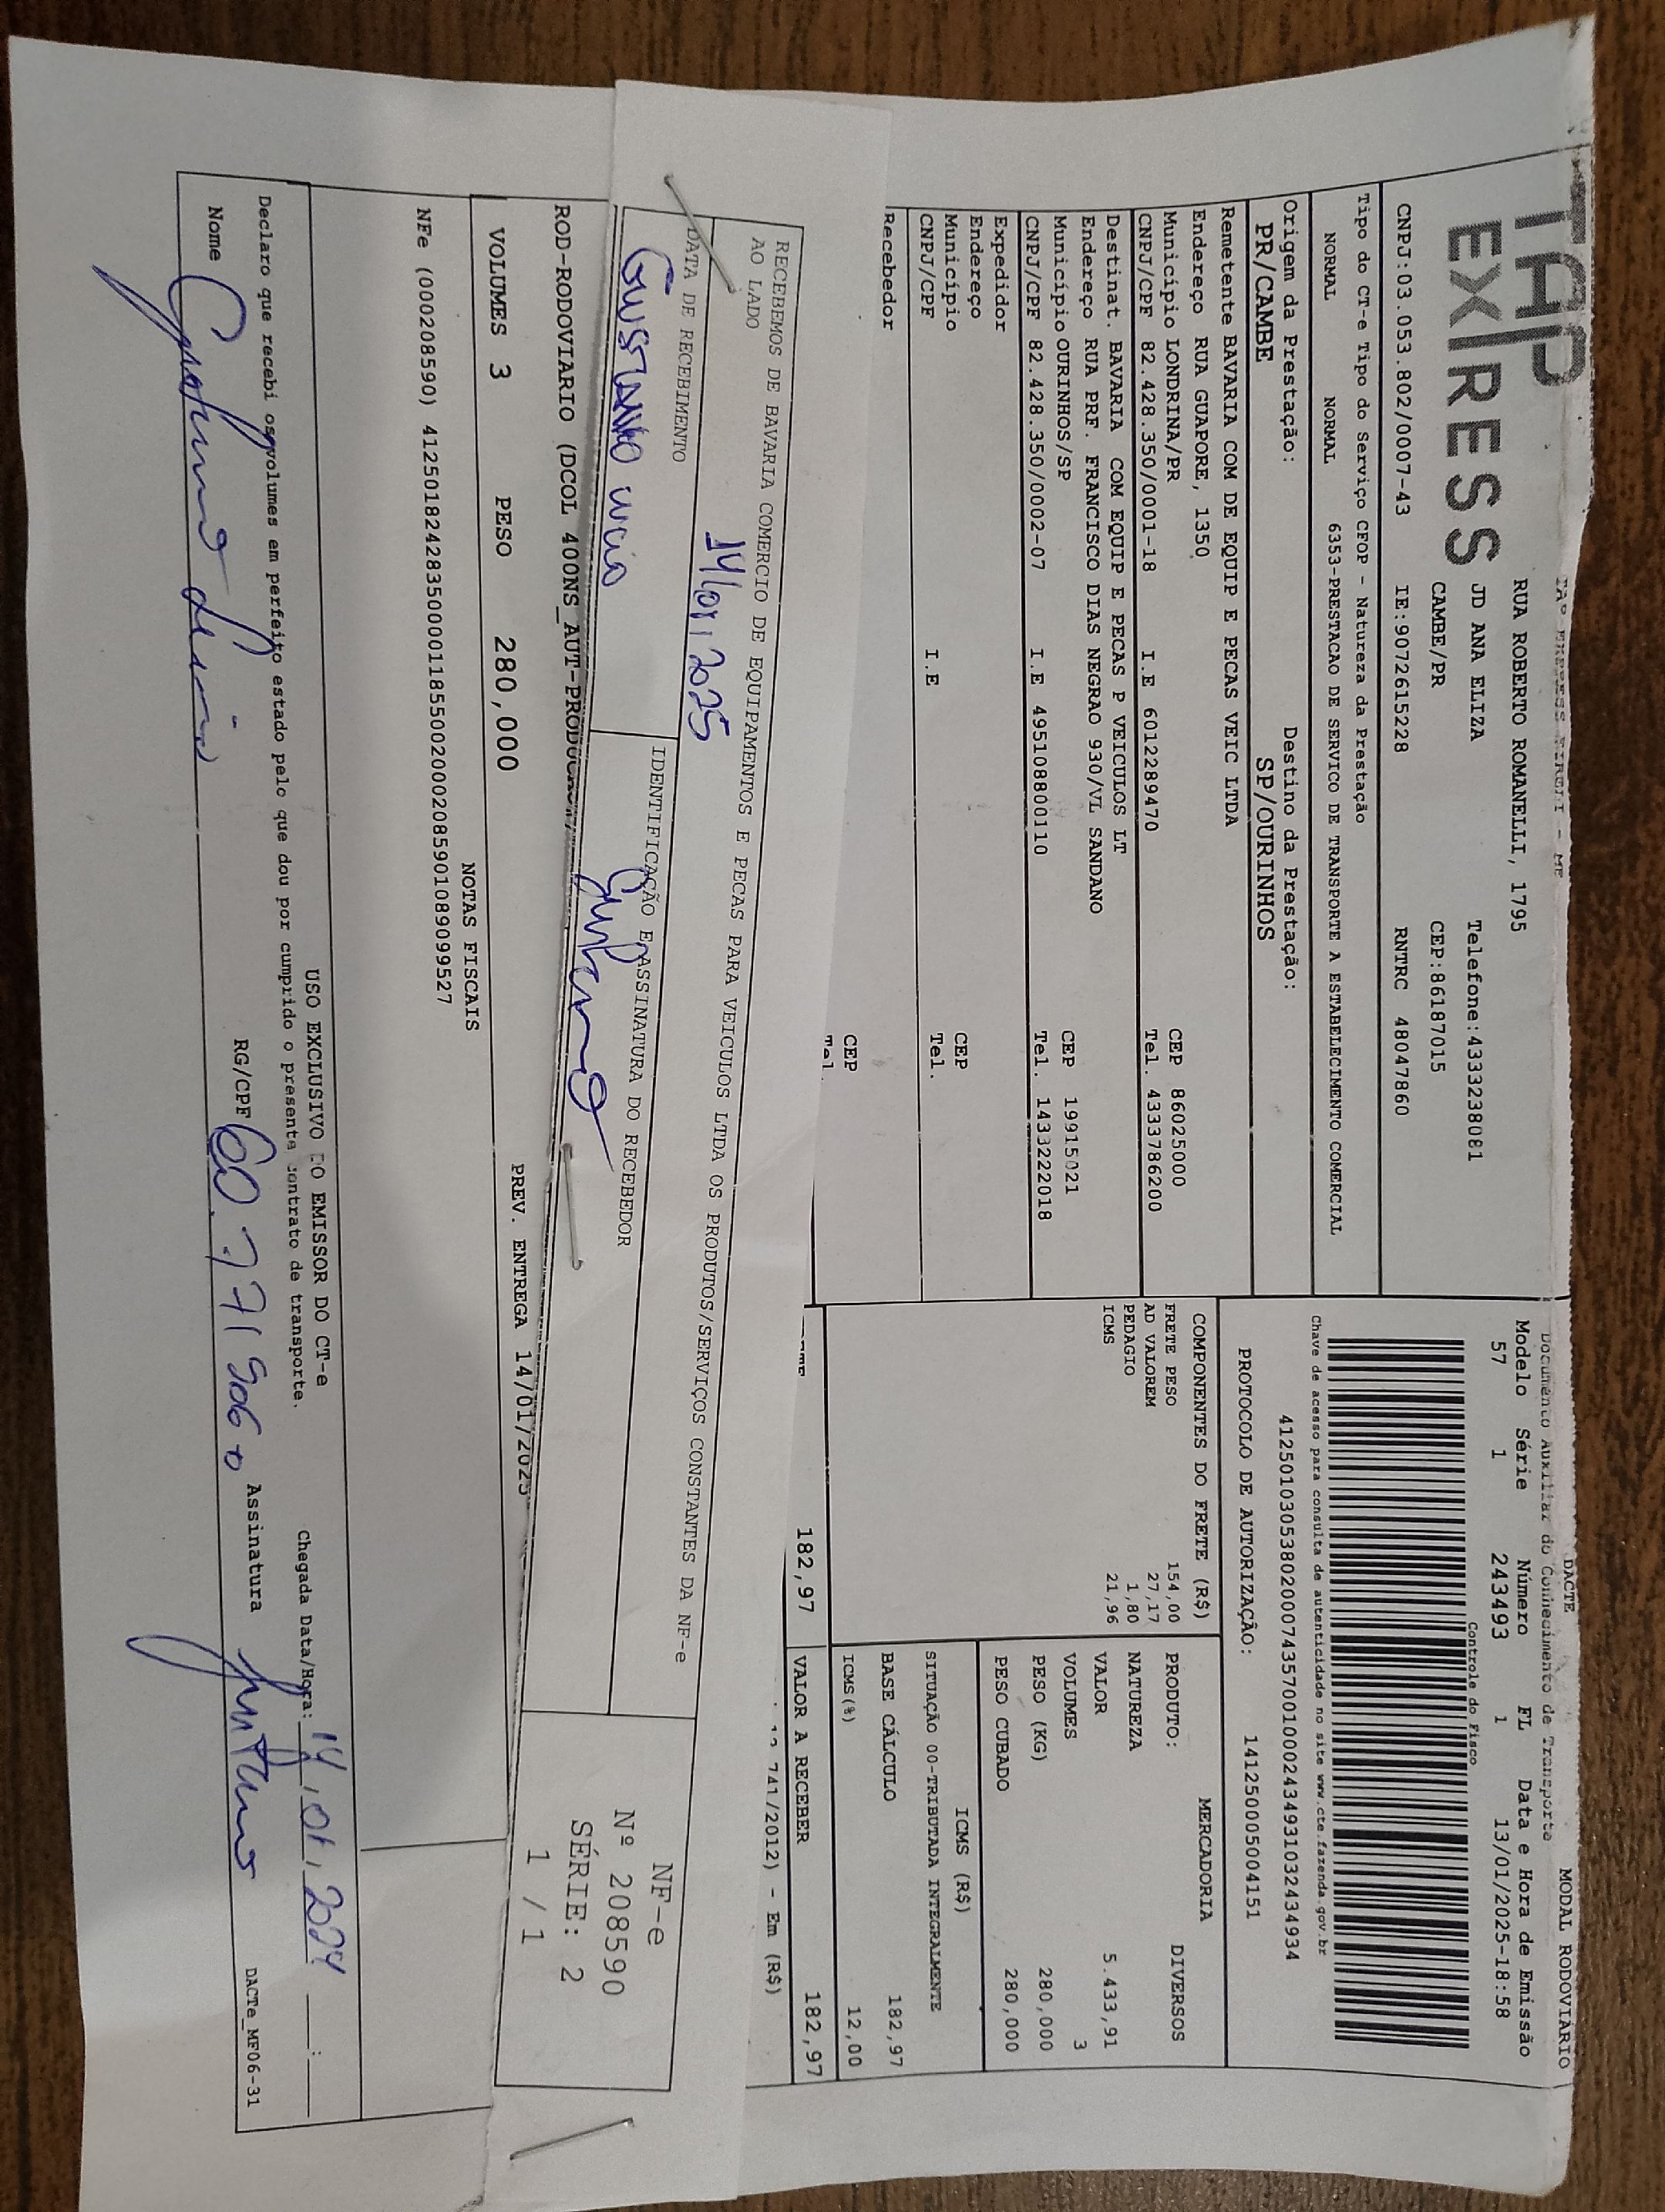 TAP EXPRESS EIRELI - ME
TAP
EX/RESS
RUA ROBERTO ROMANELLI, 1795
JD ANA ELIZA Telefone:4333238081
CAMBE/PR CEP:86187015
CNPJ:03.053.802/0007-43 IE:9072615228 RNTRC 48047860
Tipo do CT-e Tipo do Serviço CFOP - Natureza da Prestação
NORMAL NORMAL 6353-PRESTACAO DE SERVICO DE TRANSPORTE A ESTABELECIMENTO COMERCIAL
Origem da Prestação: Destino da Prestação:
PR/CAMBE SP/OURINHOS
DACTE MODAL RODOVIÁRIO
Documento Auxiliar do Conhecimento de Transporte
Modelo Série Número FL Data e Hora de Emissão
57 1 243493 1 13/01/2025-18:58
Controle do Fisco
Chave de acesso para consulta de autenticidade no site www.cte.fazenda.gov.br
41250103053802000743570010002434931032434934
PROTOCOLO DE AUTORIZAÇÃO: 141250005004151
Remetente BAVARIA COM DE EQUIP E PECAS VEIC LTDA
Endereço RUA GUAPORE, 1350
Município LONDRINA/PR CEP 86025000
CNPJ/CPF 82.428.350/0001-18 I.E 6012289470 Tel. 4333786200
Destinat. BAVARIA COM EQUIP E PECAS P VEICULOS LT
Endereço RUA PRF. FRANCISCO DIAS NEGRAO 930/VL SANDANO
Município OURINHOS/SP CEP 19915021
CNPJ/CPF 82.428.350/0002-07 I.E 495108800110 Tel. 1433222018
Expedidor
Endereço
Município CEP
CNPJ/CPF I.E Tel.
Recebedor
CEP
Tel.
COMPONENTES DO FRETE (R$)
FRETE PESO 154,00
AD VALOREM 27,17
PEDAGIO 1,80
ICMS 21,96
MERCADORIA
PRODUTO: DIVERSOS
NATUREZA
VALOR 5.433,91
VOLUMES 3
PESO (KG) 280,000
PESO CUBADO 280,000
ICMS (R$)
SITUAÇÃO 00-TRIBUTADA INTEGRALMENTE
BASE CÁLCULO 182,97
ICMS(%) 12,00
182,97 VALOR A RECEBER 182,97
741/2012) - Em (R$)
RECEBEMOS DE BAVARIA COMERCIO DE EQUIPAMENTOS E PECAS PARA VEICULOS LTDA OS PRODUTOS/SERVIÇOS CONSTANTES DA NF-e
AO LADO
14/01/2025
DATA DE RECEBIMENTO IDENTIFICAÇÃO E ASSINATURA DO RECEBEDOR
NF-e
Nº 208590
SÉRIE: 2
1 / 1
ROD-RODOVIARIO (DCOL 400NS_AUT-PRODUCAO
VOLUMES 3 PESO 280,000 PREV. ENTREGA 14/01/2025
NOTAS FISCAIS
NFe (000208590) 41250182428350000118550020002085901089099527
USO EXCLUSIVO DO EMISSOR DO CT-e
Declaro que recebi os volumes em perfeito estado pelo que dou por cumprido o presente contrato de transporte. Chegada Data/Hora: 14/01/2024 __:__
Nome RG/CPF Assinatura
DACTe_MF06-31